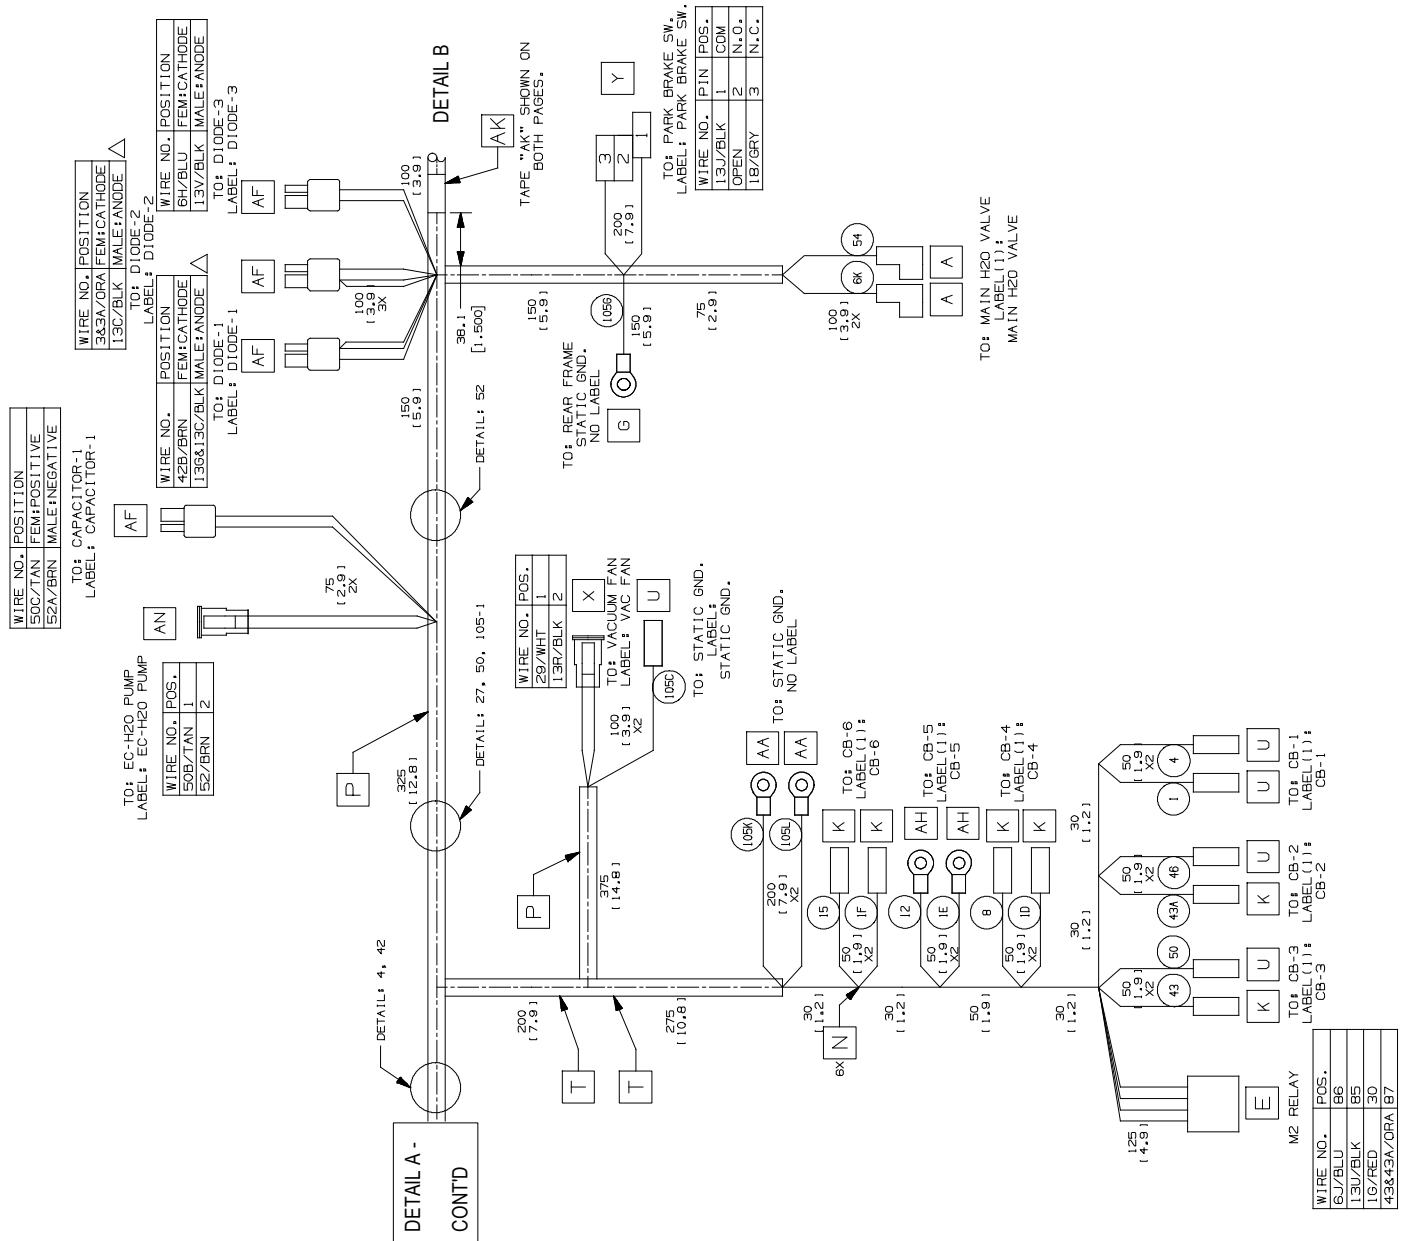 WIRE NO. POSITION
50C/TAN FEM:POSITIVE
52A/BRN MALE:NEGATIVE
TO: CAPACITOR-1
LABEL: CAPACITOR-1
AF
AN
TO: EC-H2O PUMP
LABEL: EC-H2O PUMP
WIRE NO. POS.
50B/TAN 1
52/BRN 2
75
[2.9]
2X
WIRE NO. POSITION
3&3A/ORA FEM:CATHODE
13C/BLK MALE:ANODE
TO: DIODE-2
LABEL: DIODE-2
WIRE NO. POSITION
42B/BRN FEM:CATHODE
13G&13C/BLK MALE:ANODE
TO: DIODE-1
LABEL: DIODE-1
WIRE NO. POSITION
6H/BLU FEM:CATHODE
13V/BLK MALE:ANODE
TO: DIODE-3
LABEL: DIODE-3
AF
AF
AF
100
[3.9]
3X
DETAIL B
100
[3.9]
AK
TAPE "AK" SHOWN ON
BOTH PAGES.
38.1
[1.500]
150
[5.9]
DETAIL: 52
P
325
[12.8]
DETAIL: 27, 50, 105-1
DETAIL: 4, 42
DETAIL A -
CONT'D
150
[5.9]
105G
150
[5.9]
TO: REAR FRAME
STATIC GND.
NO LABEL
G
200
[7.9]
3
2
1
Y
TO: PARK BRAKE SW.
LABEL: PARK BRAKE SW.
WIRE NO. PIN POS.
13J/BLK 1 COM
OPEN 2 N.O.
18/GRY 3 N.C.
75
[2.9]
100
[3.9]
2X
6K
54
A
A
TO: MAIN H2O VALVE
LABEL(1):
MAIN H2O VALVE
WIRE NO. POS.
29/WHT 1
13R/BLK 2
X
TO: VACUUM FAN
LABEL: VAC FAN
U
100
[3.9]
X2
105C
TO: STATIC GND.
LABEL:
STATIC GND.
P
375
[14.8]
200
[7.9]
T
T
275
[10.8]
105K
105L
AA
AA
TO: STATIC GND.
NO LABEL
200
[7.9]
X2
30
[1.2]
N
6X
15
1F
K
K
TO: CB-6
LABEL(1):
CB-6
50
[1.9]
X2
30
[1.2]
12
1E
AH
AH
TO: CB-5
LABEL(1):
CB-5
50
[1.9]
X2
50
[1.9]
8
1D
K
K
TO: CB-4
LABEL(1):
CB-4
50
[1.9]
X2
30
[1.2]
30
[1.2]
30
[1.2]
50
[1.9]
X2
1
4
U
U
TO: CB-1
LABEL(1):
CB-1
50
[1.9]
X2
43A
46
K
U
TO: CB-2
LABEL(1):
CB-2
50
[1.9]
X2
43
50
K
U
TO: CB-3
LABEL(1):
CB-3
125
[4.9]
E
M2 RELAY
WIRE NO. POS.
6J/BLU 86
13U/BLK 85
1G/RED 30
43&43A/ORA 87